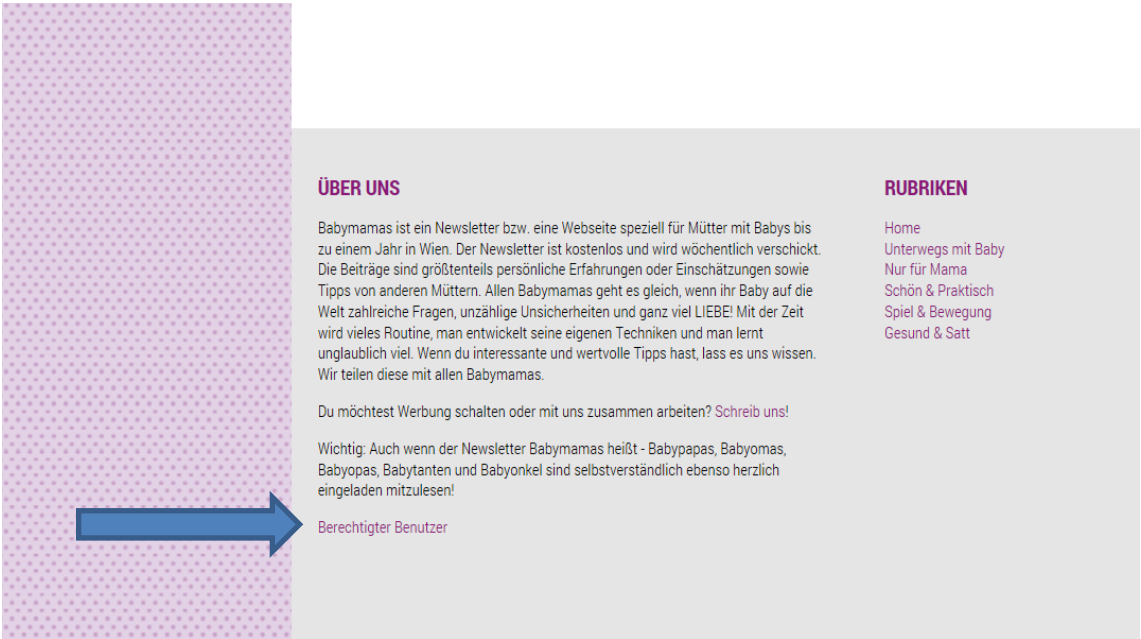 ÜBER UNS
Babymamas ist ein Newsletter bzw. eine Webseite speziell für Mütter mit Babys bis
zu einem Jahr in Wien. Der Newsletter ist kostenlos und wird wöchentlich verschickt.
Die Beiträge sind größtenteils persönliche Erfahrungen oder Einschätzungen sowie
Tipps von anderen Müttern. Allen Babymamas geht es gleich, wenn ihr Baby auf die
Welt zahlreiche Fragen, unzählige Unsicherheiten und ganz viel LIEBE! Mit der Zeit
wird vieles Routine, man entwickelt seine eigenen Techniken und man lernt
unglaublich viel. Wenn du interessante und wertvolle Tipps hast, lass es uns wissen.
Wir teilen diese mit allen Babymamas.
Du möchtest Werbung schalten oder mit uns zusammen arbeiten? Schreib uns!
Wichtig: Auch wenn der Newsletter Babymamas heißt - Babypapas, Babyomas,
Babyopas, Babytanten und Babyonkel sind selbstverständlich ebenso herzlich
eingeladen mitzulesen!
Berechtigter Benutzer
RUBRIKEN
Home
Unterwegs mit Baby
Nur für Mama
Schön & Praktisch
Spiel & Bewegung
Gesund & Satt